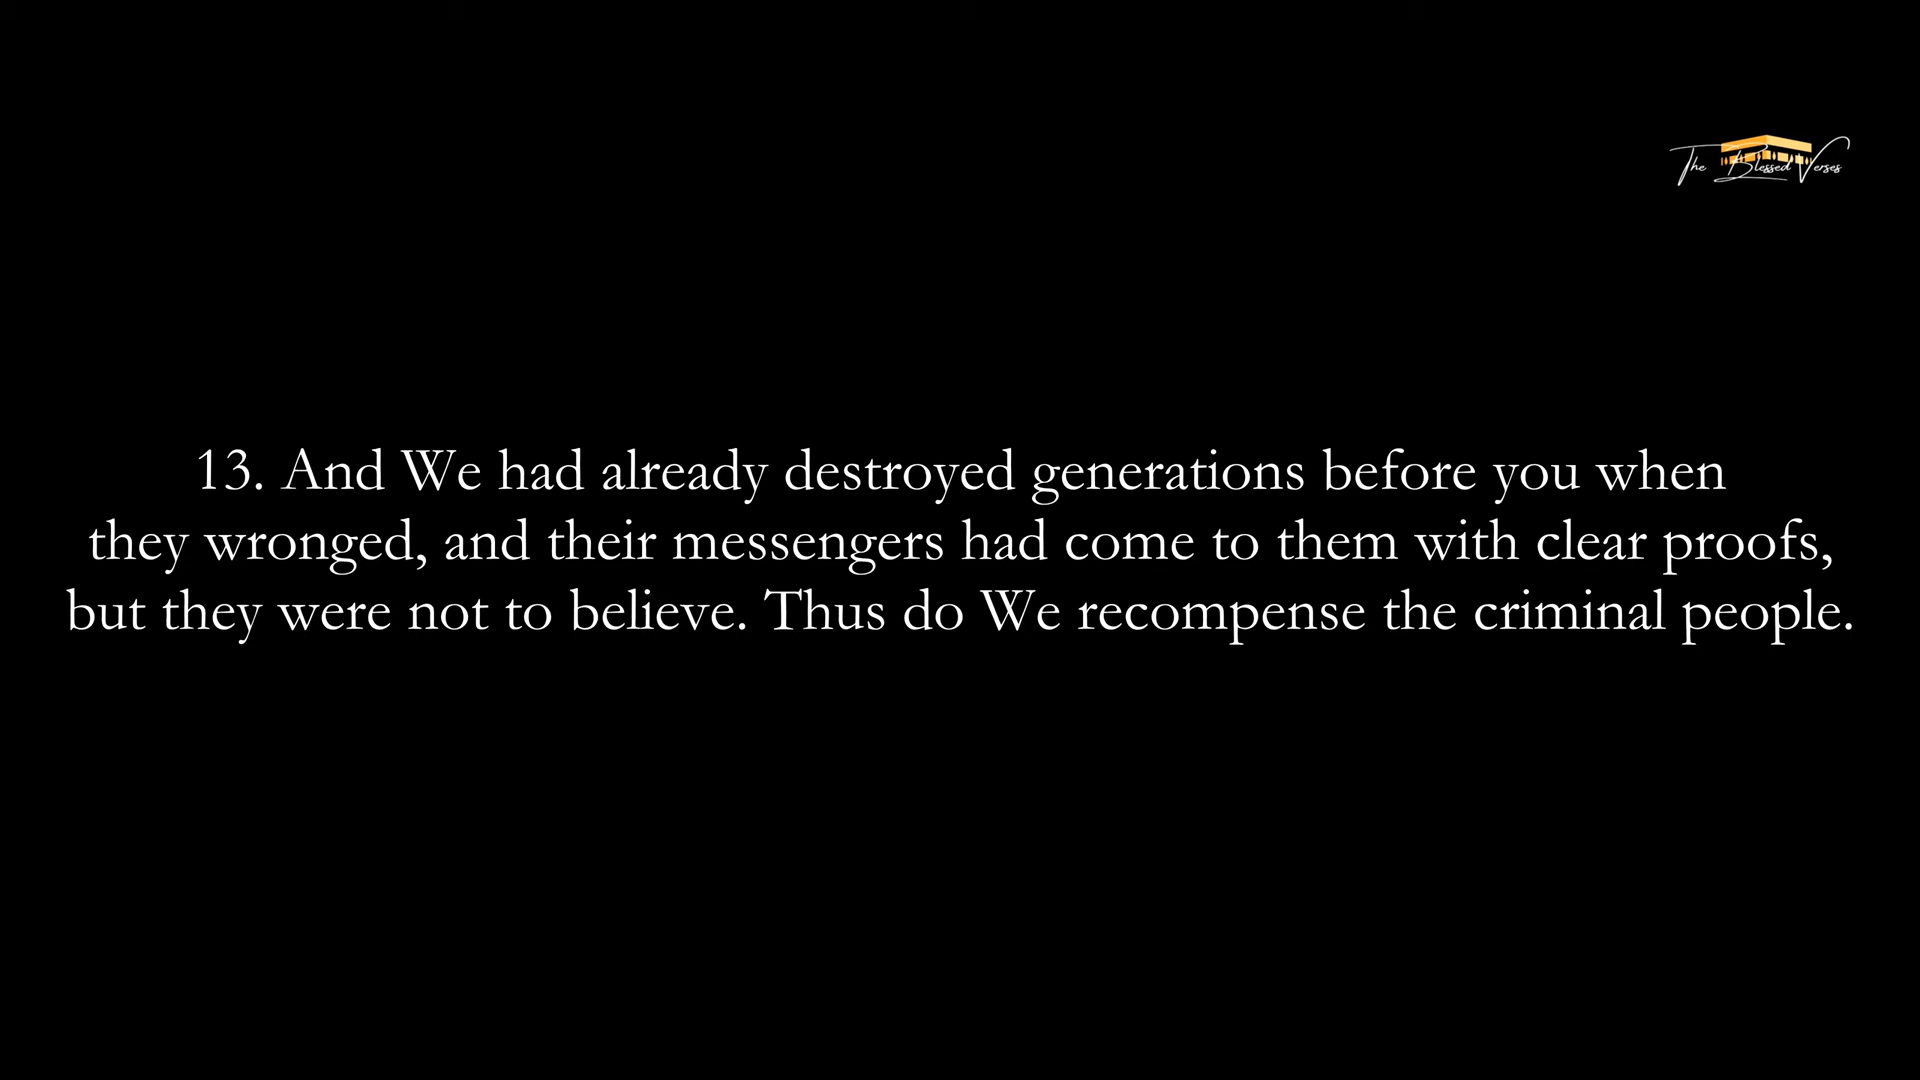 The Blessed Verses
13. And We had already destroyed generations before you when
they wronged, and their messengers had come to them with clear proofs,
but they were not to believe. Thus do We recompense the criminal people.